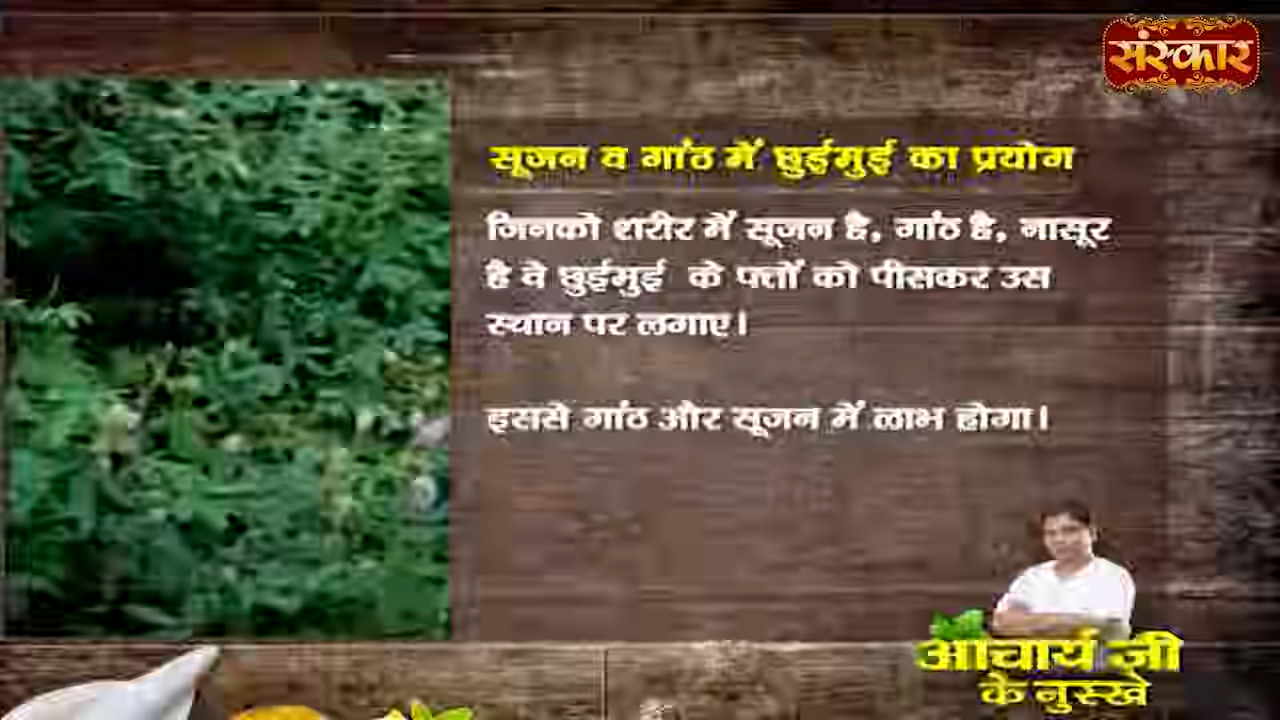 संस्कार
सूजन व गांठ में छुईमुई का प्रयोग
जिनको शरीर में सूजन है, गांठ है, नासूर
है वे छुईमुई के पत्तों को पीसकर उस
स्थान पर लगाए।
इससे गांठ और सूजन में लाभ होगा।
आचार्य जी
के नुस्खे